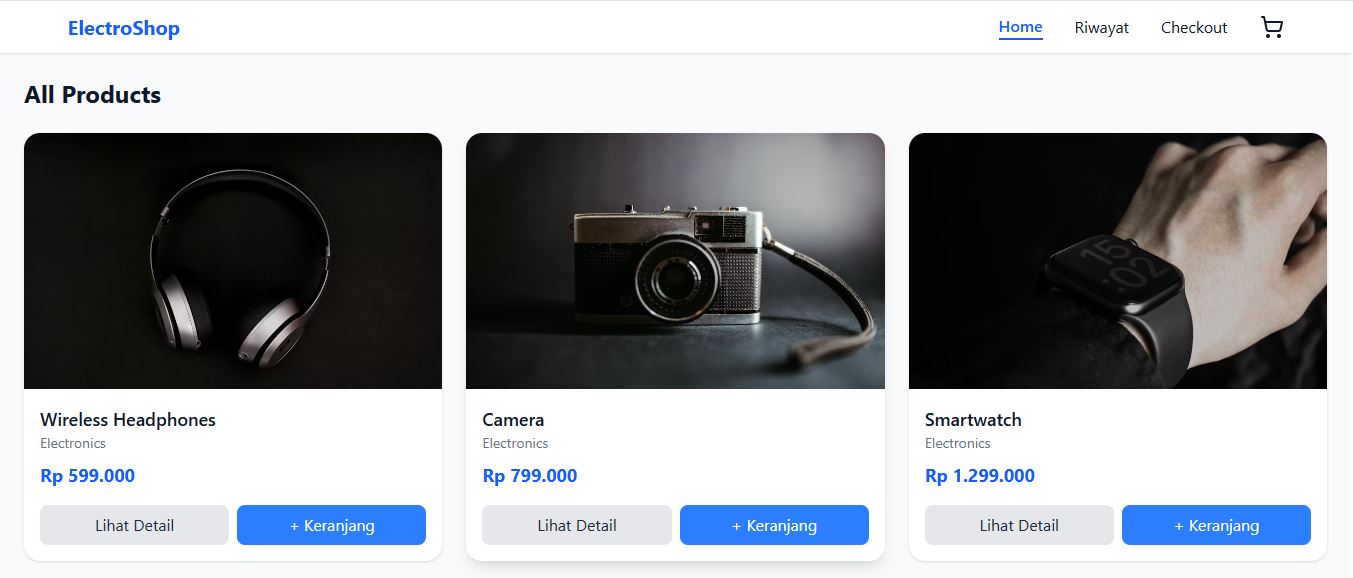 ElectroShop
Home Riwayat Checkout
All Products
Wireless Headphones
Electronics
Rp 599.000
Lihat Detail + Keranjang
Camera
Electronics
Rp 799.000
Lihat Detail + Keranjang
15
:02
Smartwatch
Electronics
Rp 1.299.000
Lihat Detail + Keranjang